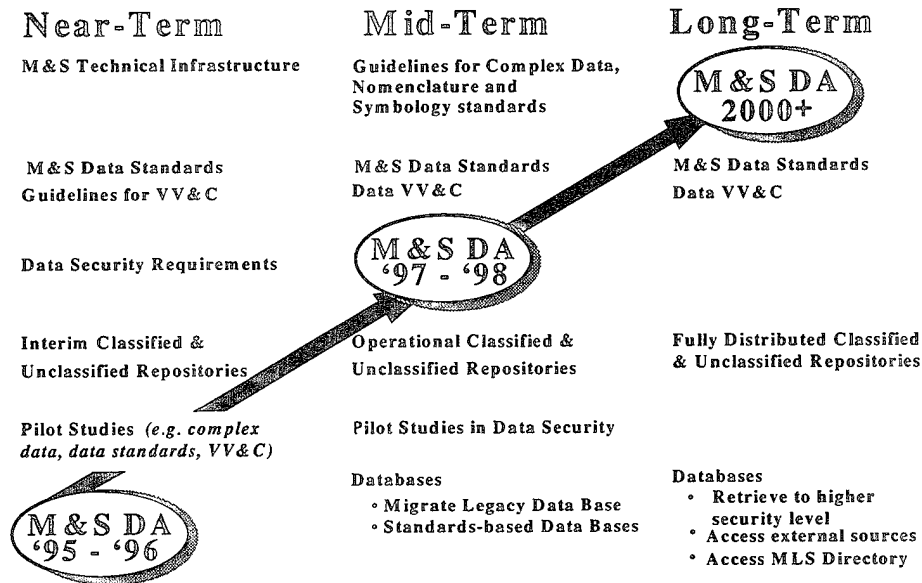 Near-Term
M&S Technical Infrastructure
M&S Data Standards
Guidelines for VV&C
Data Security Requirements
Interim Classified &
Unclassified Repositories
Pilot Studies (e.g. complex
data, data standards, VV&C)
M&S DA
‘95 - ‘96
Mid-Term
Guidelines for Complex Data,
Nomenclature and
Symbology standards
M&S Data Standards
Data VV&C
M&S DA
‘97 - ‘98
Operational Classified &
Unclassified Repositories
Pilot Studies in Data Security
Databases
• Migrate Legacy Data Base
• Standards-based Data Bases
Long-Term
M&S DA
2000+
M&S Data Standards
Data VV&C
Fully Distributed Classified
& Unclassified Repositories
Databases
• Retrieve to higher
security level
• Access external sources
• Access MLS Directory